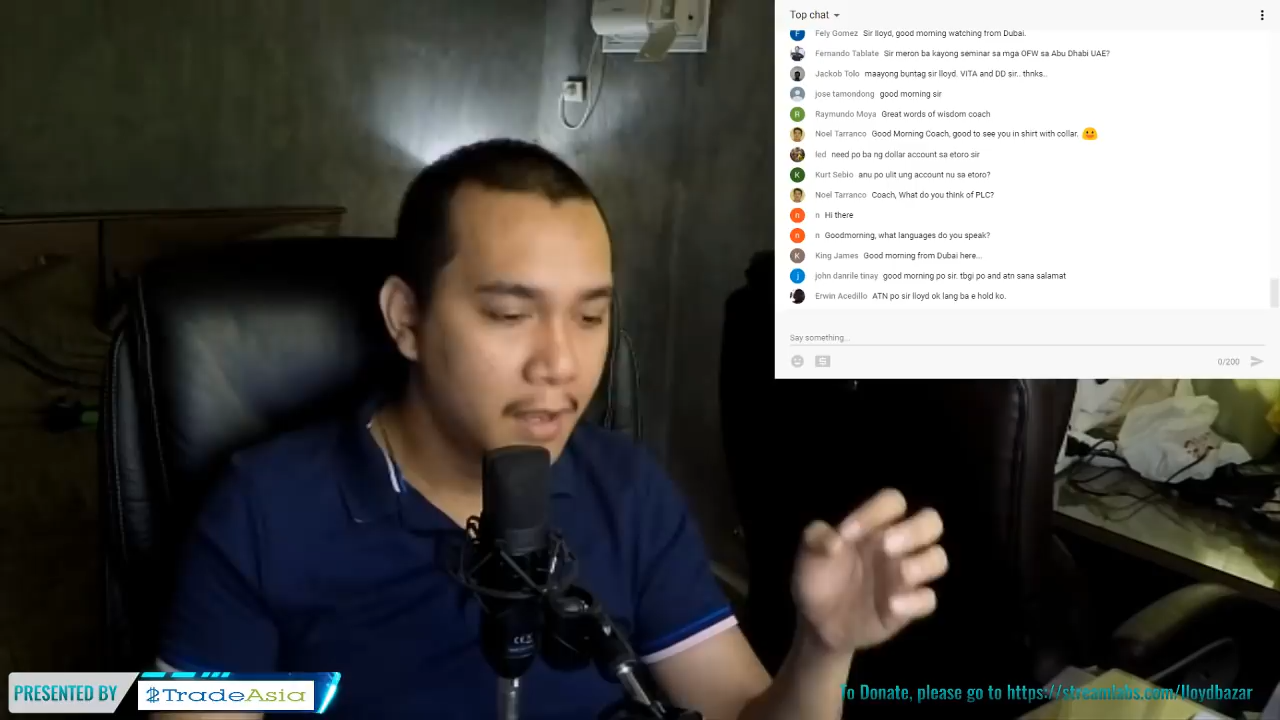 Top chat
F Fely Gomez Sir lloyd, good morning watching from Dubai.
Fernando Tablate Sir meron ba kayong seminar sa mga OFW sa Abu Dhabi UAE?
Jackob Tolo maayong buntag sir lloyd. VITA and DD sir.. thnks..
jose tamondong good morning sir
R Raymundo Moya Great words of wisdom coach
Noel Tarranco Good Morning Coach, good to see you in shirt with collar.
led need po ba ng dollar account sa etoro sir
K Kurt Sebio anu po ulit ung account nu sa etoro?
Noel Tarranco Coach, What do you think of PLC?
n n Hi there
n n Goodmorning, what languages do you speak?
K King James Good morning from Dubai here...
j john danrile tinay good morning po sir. tbgi po and atn sana salamat
Erwin Acedillo ATN po sir lloyd ok lang ba e hold ko.
Say something...
0/200
PRESENTED BY
$TradeAsia
To Donate, please go to https://streamlabs.com/lloydbazar